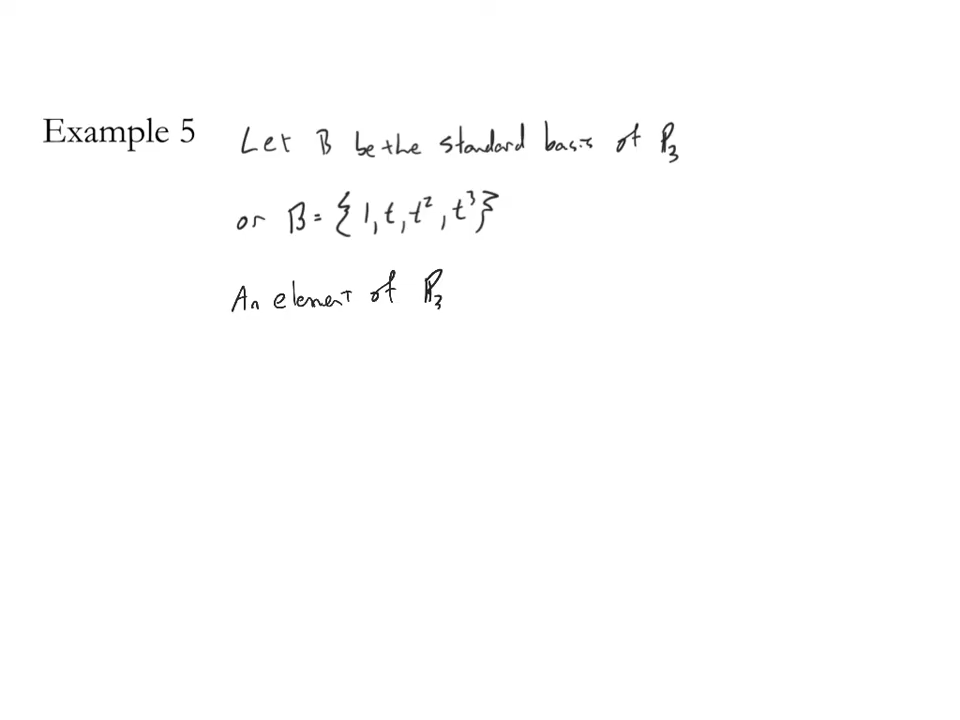 Example 5 Let B be the standard basis of P₃
or B = {1, t, t², t³}
An element of P₃